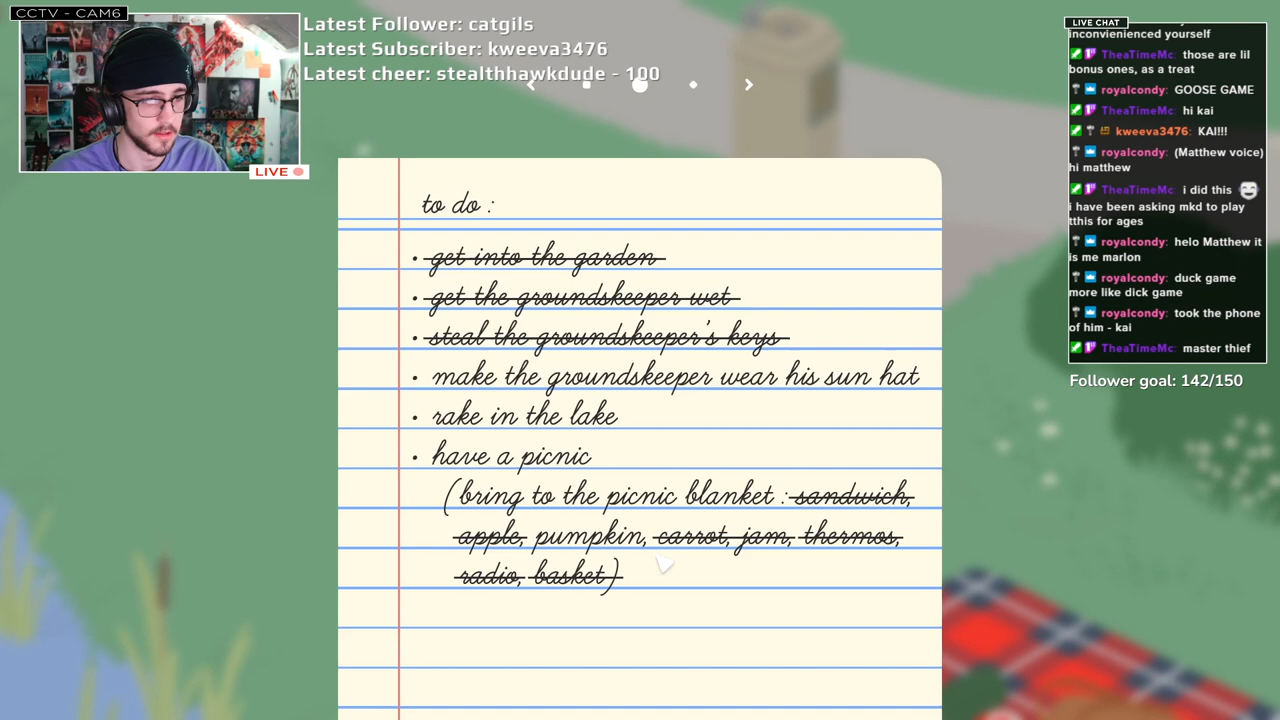 CCTV - CAM6
LIVE
Latest Follower: catgils
Latest Subscriber: kweeva3476
Latest cheer: stealthhawkdude - 100
to do :
• get into the garden
• get the groundskeeper wet
• steal the groundskeeper's keys
• make the groundskeeper wear his sun hat
• rake in the lake
• have a picnic
(bring to the picnic blanket : sandwich,
apple, pumpkin, carrot, jam, thermos,
radio, basket)
LIVE CHAT
inconvienienced yourself
TheaTimeMc: those are lil
bonus ones, as a treat
royalcondy: GOOSE GAME
TheaTimeMc: hi kai
kweeva3476: KAI!!!
royalcondy: (Matthew voice)
hi matthew
TheaTimeMc: i did this
i have been asking mkd to play
tthis for ages
royalcondy: helo Matthew it
is me marlon
royalcondy: duck game
more like dick game
royalcondy: took the phone
of him - kai
TheaTimeMc: master thief
Follower goal: 142/150